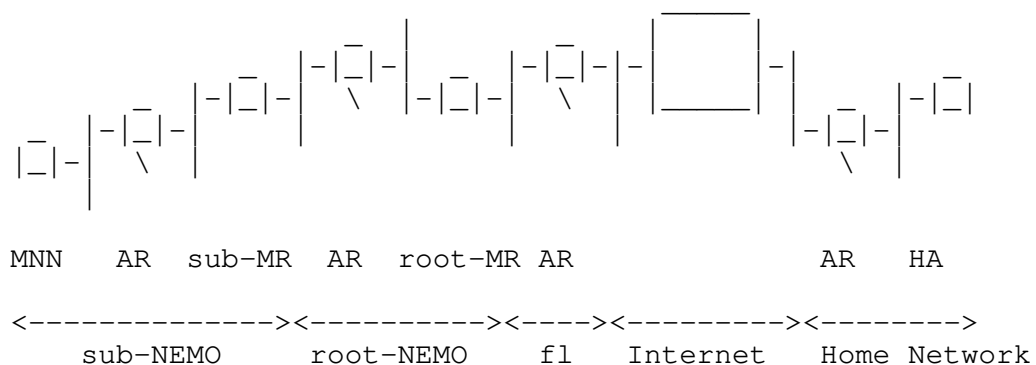 MNN AR sub-MR AR root-MR AR AR HA
<--------------><----------><----><---------><-------->
sub-NEMO root-NEMO fl Internet Home Network